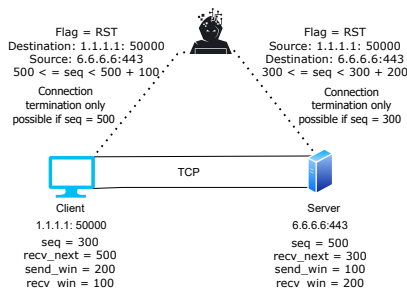 Flag = RST
Destination: 1.1.1.1: 50000
Source: 6.6.6.6:443
500 < = seq < 500 + 100
Connection
termination only
possible if seq = 500
Flag = RST
Source: 1.1.1.1: 50000
Destination: 6.6.6.6:443
300 < = seq < 300 + 200
Connection
termination only
possible if seq = 300
TCP
Client
1.1.1.1: 50000
seq = 300
recv_next = 500
send_win = 200
recv_win = 100
Server
6.6.6.6:443
seq = 500
recv_next = 300
send_win = 100
recv_win = 200